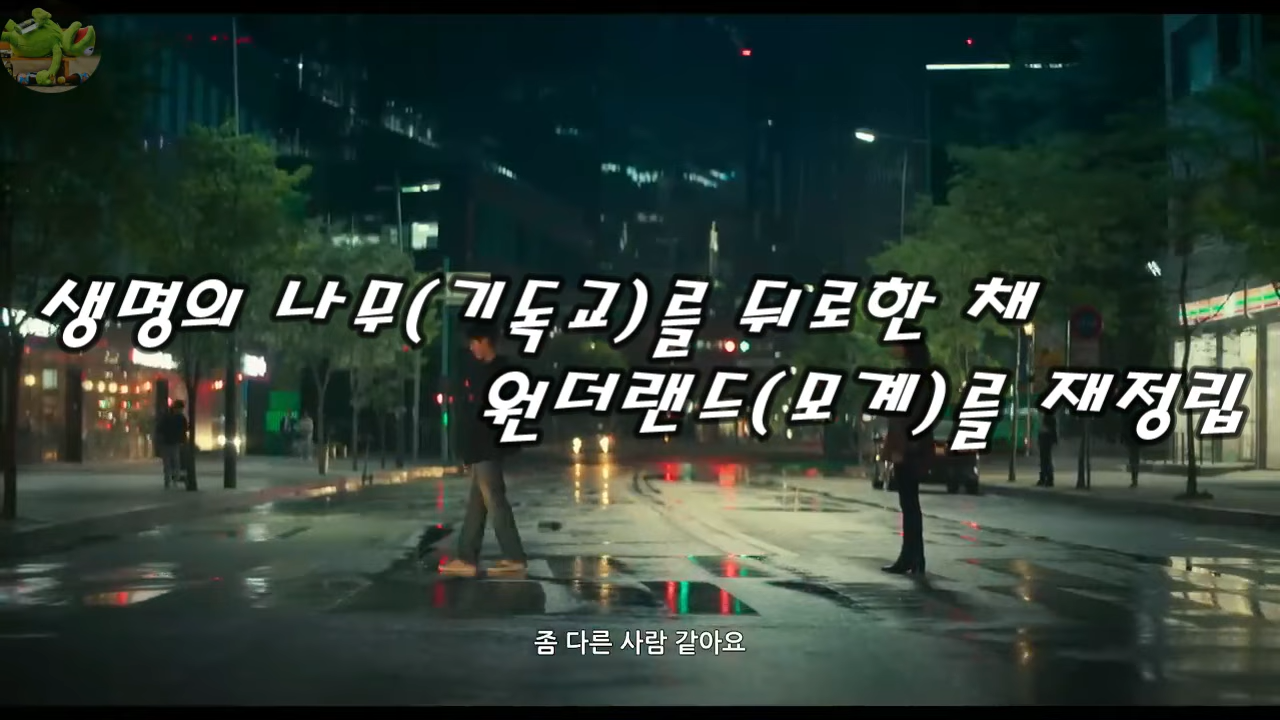 생명의 나무(기독교)를 뒤로한 채
원더랜드(모계)를 재정립
좀 다른 사람 같아요